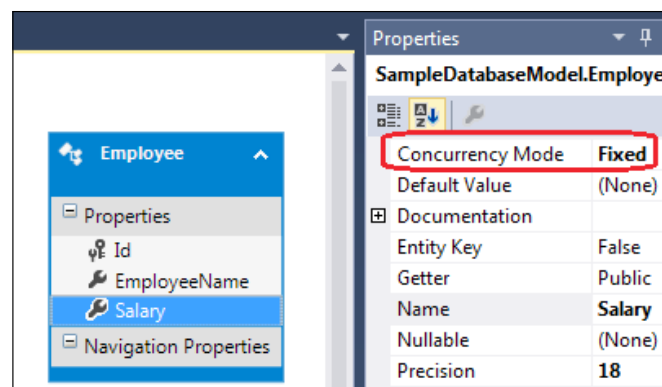 Properties
SampleDatabaseModel.Employe
Employee
Properties
Id
EmployeeName
Salary
Navigation Properties
Concurrency Mode Fixed
Default Value (None)
Documentation
Entity Key False
Getter Public
Name Salary
Nullable (None)
Precision 18